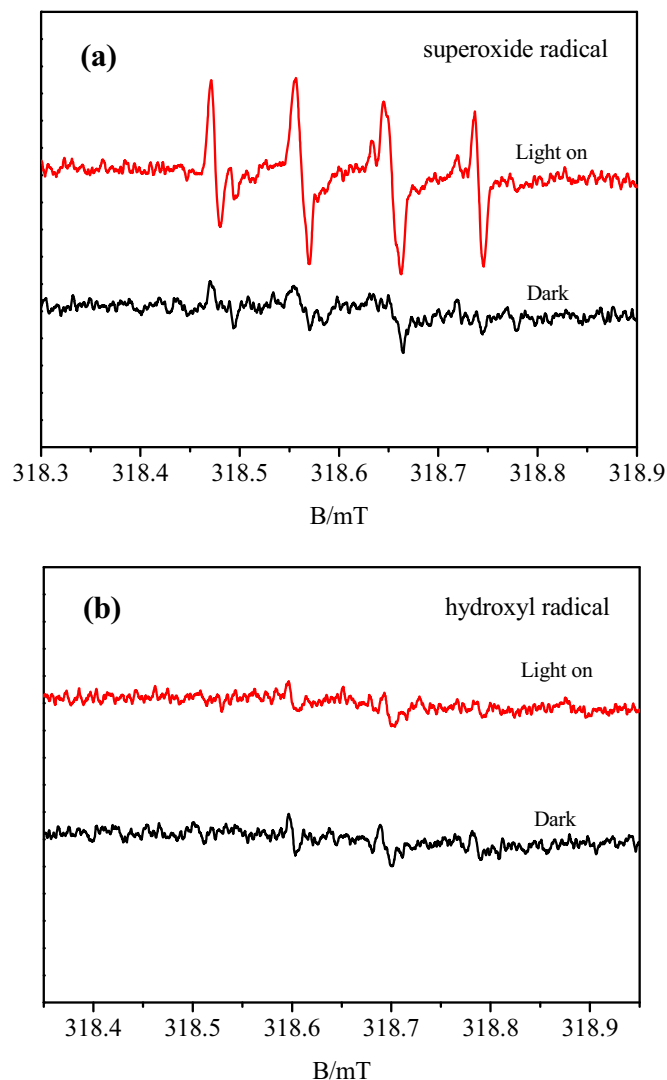 (a)
superoxide radical
Light on
Dark
318.3 318.4 318.5 318.6 318.7 318.8 318.9
B/mT
(b)
hydroxyl radical
Light on
Dark
318.4 318.5 318.6 318.7 318.8 318.9
B/mT